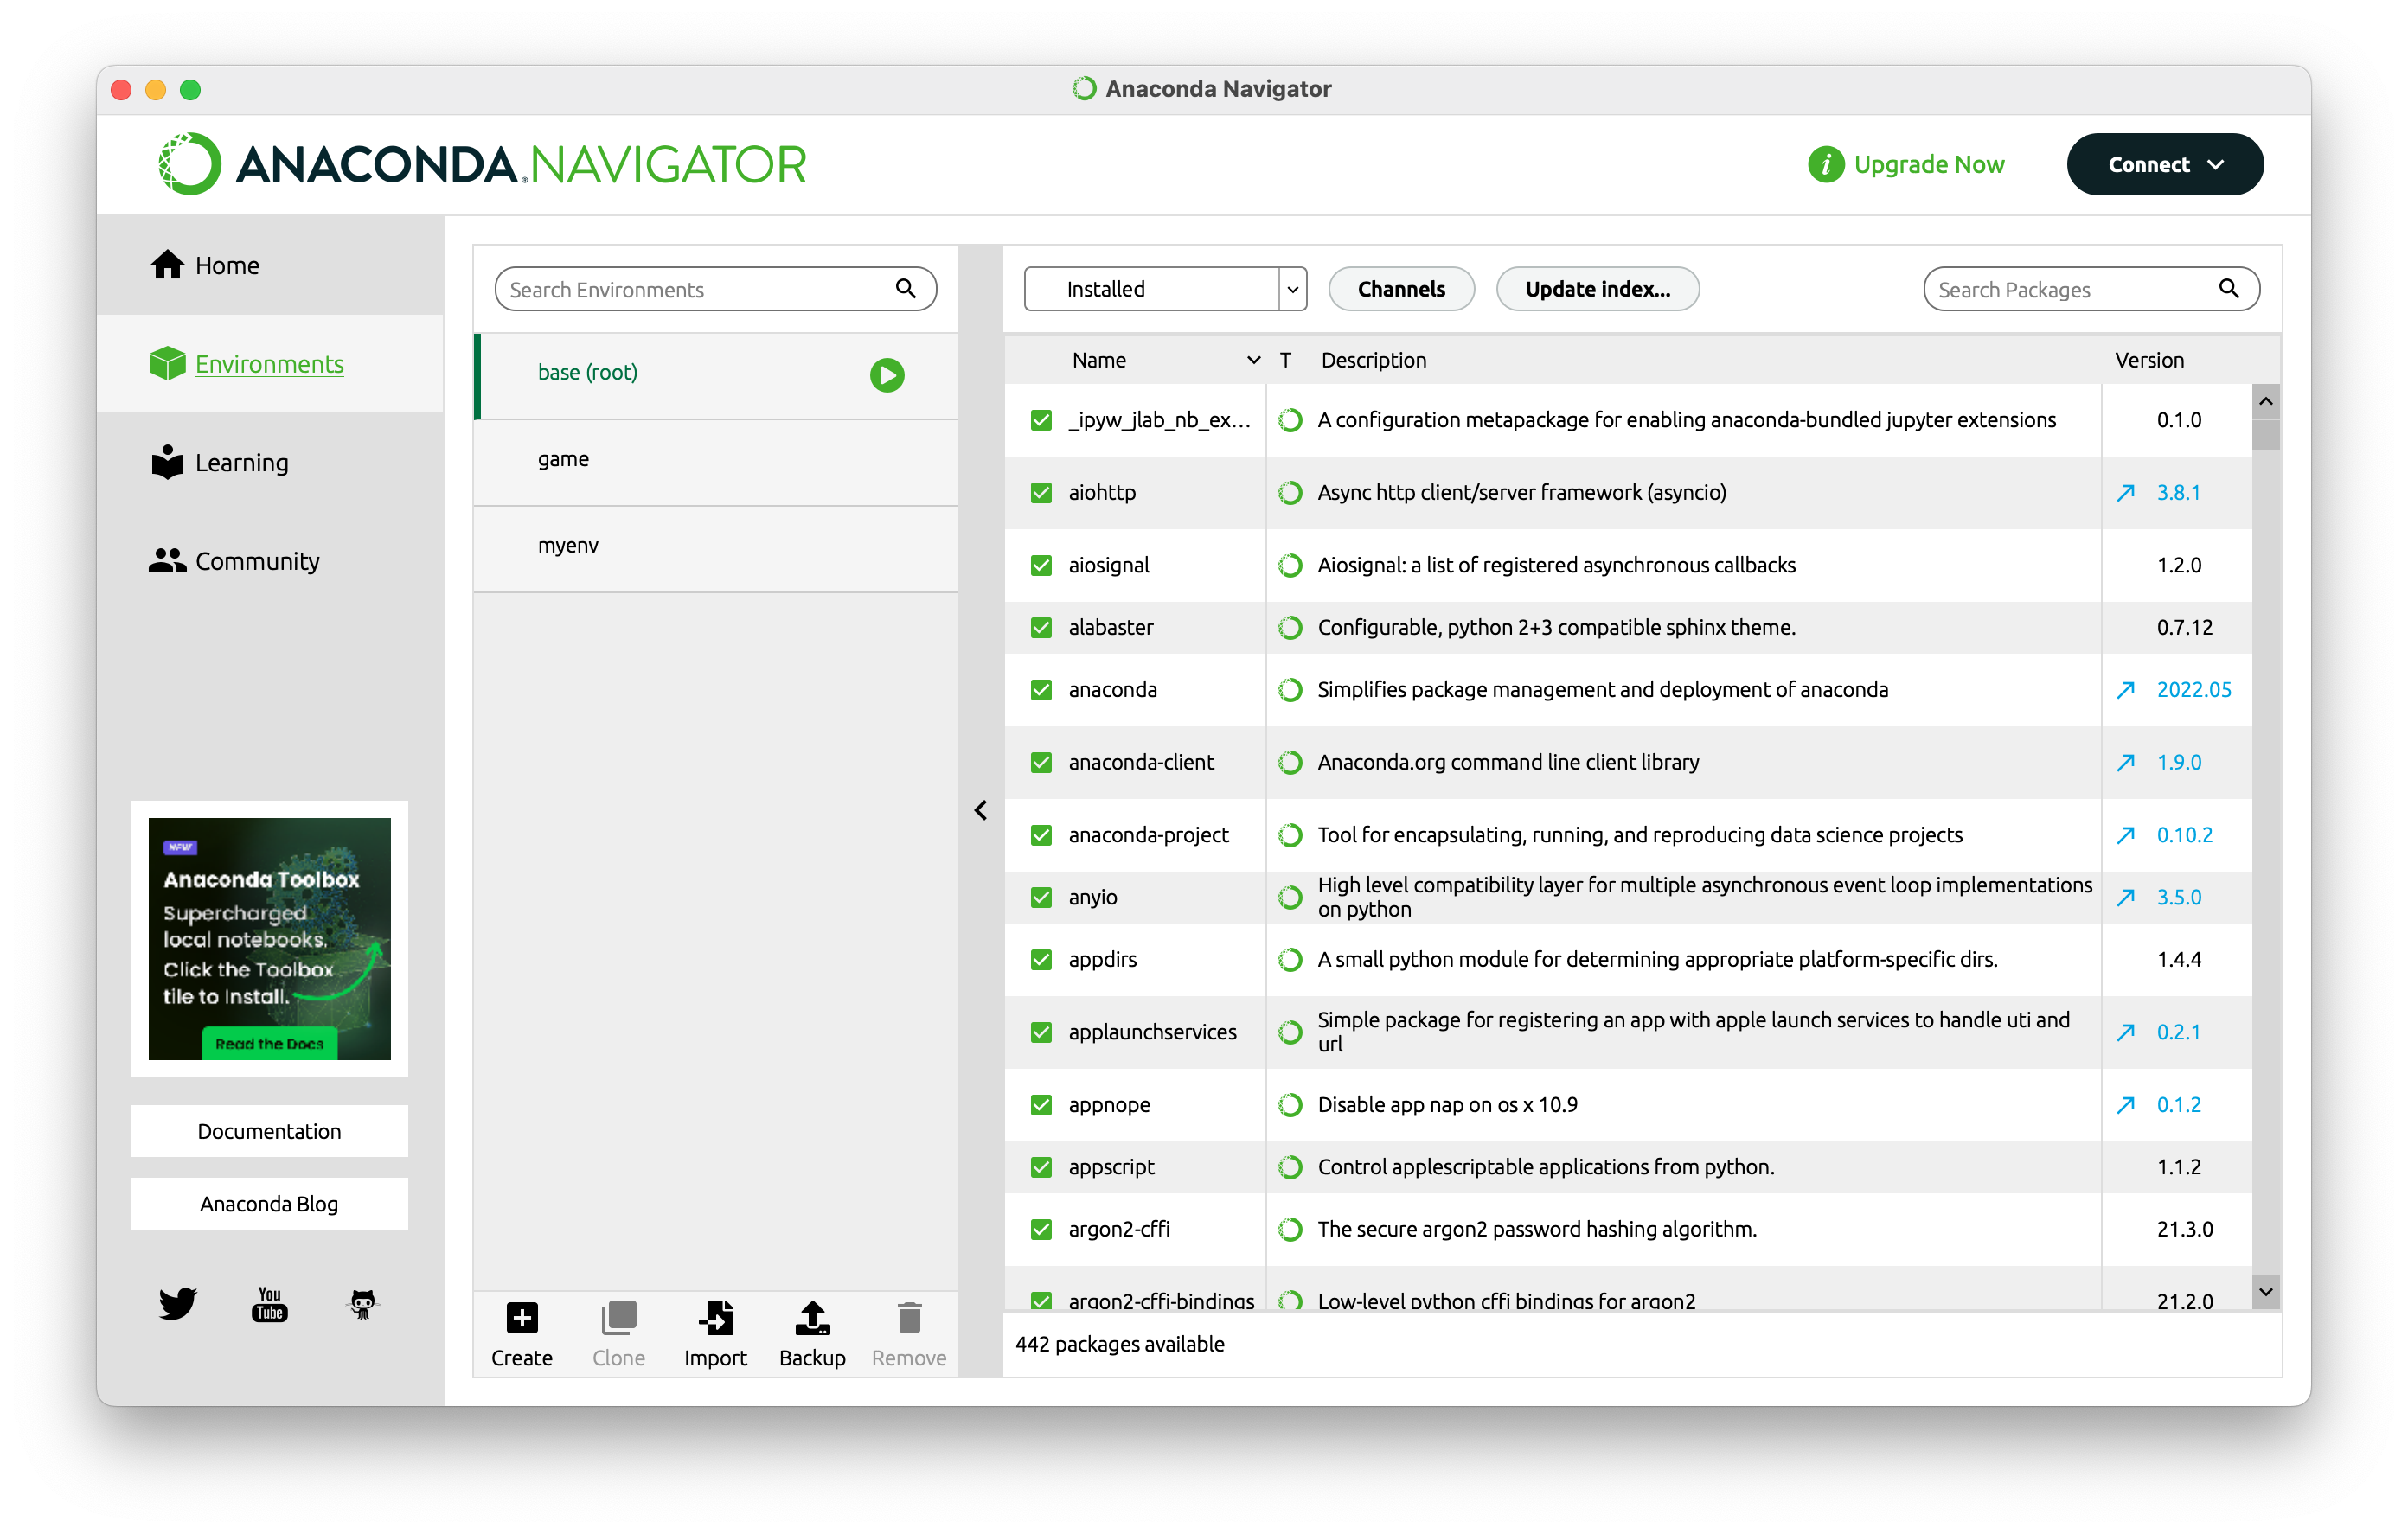 Anaconda Navigator
ANACONDA.NAVIGATOR
Upgrade Now
Connect
Home
Environments
Learning
Community
NEW
Anaconda Toolbox
Supercharged
local notebooks.
Click the Toolbox
tile to Install.
Read the Docs
Documentation
Anaconda Blog
You
Tube
Search Environments
base (root)
game
myenv
Create
Clone
Import
Backup
Remove
Installed
Channels
Update index...
Search Packages
Name T Description Version
_ipyw_jlab_nb_ex... A configuration metapackage for enabling anaconda-bundled jupyter extensions 0.1.0
aiohttp Async http client/server framework (asyncio) 3.8.1
aiosignal Aiosignal: a list of registered asynchronous callbacks 1.2.0
alabaster Configurable, python 2+3 compatible sphinx theme. 0.7.12
anaconda Simplifies package management and deployment of anaconda 2022.05
anaconda-client Anaconda.org command line client library 1.9.0
anaconda-project Tool for encapsulating, running, and reproducing data science projects 0.10.2
anyio High level compatibility layer for multiple asynchronous event loop implementations
on python 3.5.0
appdirs A small python module for determining appropriate platform-specific dirs. 1.4.4
applaunchservices Simple package for registering an app with apple launch services to handle uti and
url 0.2.1
appnope Disable app nap on os x 10.9 0.1.2
appscript Control applescriptable applications from python. 1.1.2
argon2-cffi The secure argon2 password hashing algorithm. 21.3.0
argon2-cffi-bindings Low-level python cffi bindings for argon2 21.2.0
442 packages available